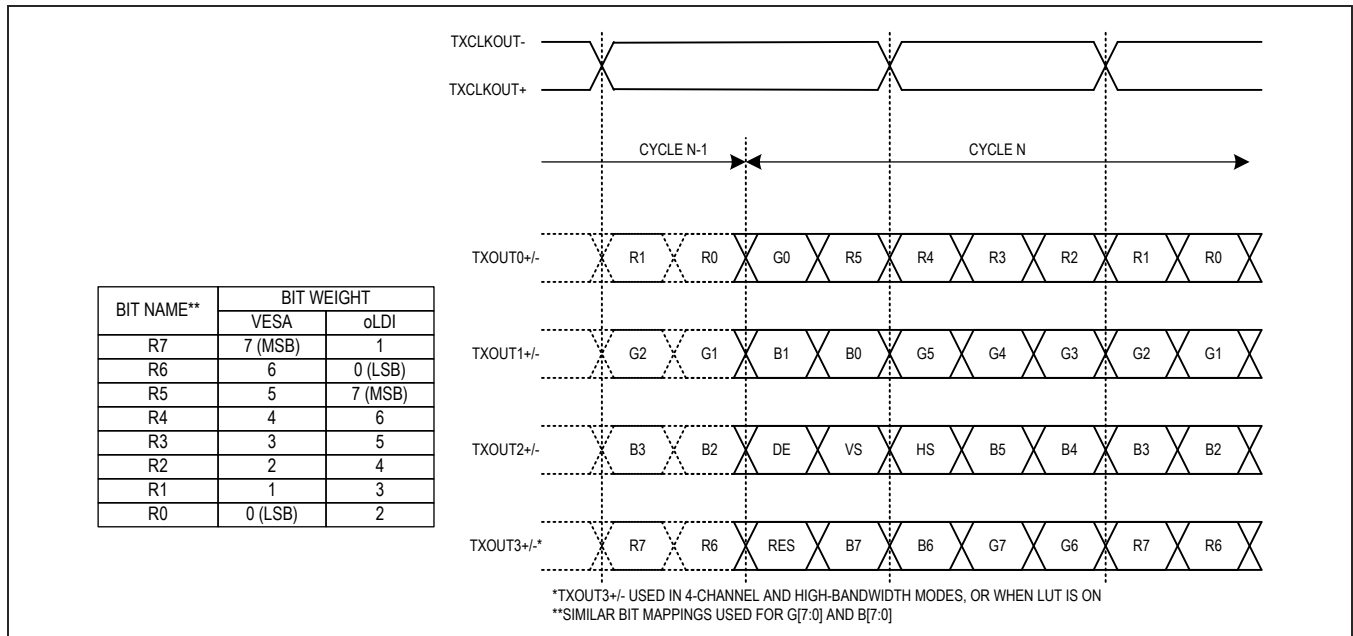 TXCLKOUT-
TXCLKOUT+
CYCLE N-1 CYCLE N
TXOUT0+/- R1 R0 G0 R5 R4 R3 R2 R1 R0
TXOUT1+/- G2 G1 B1 B0 G5 G4 G3 G2 G1
TXOUT2+/- B3 B2 DE VS HS B5 B4 B3 B2
TXOUT3+/-* R7 R6 RES B7 B6 G7 G6 R7 R6
BIT NAME** BIT WEIGHT
VESA oLDI
R7 7 (MSB) 1
R6 6 0 (LSB)
R5 5 7 (MSB)
R4 4 6
R3 3 5
R2 2 4
R1 1 3
R0 0 (LSB) 2
*TXOUT3+/- USED IN 4-CHANNEL AND HIGH-BANDWIDTH MODES, OR WHEN LUT IS ON
**SIMILAR BIT MAPPINGS USED FOR G[7:0] AND B[7:0]